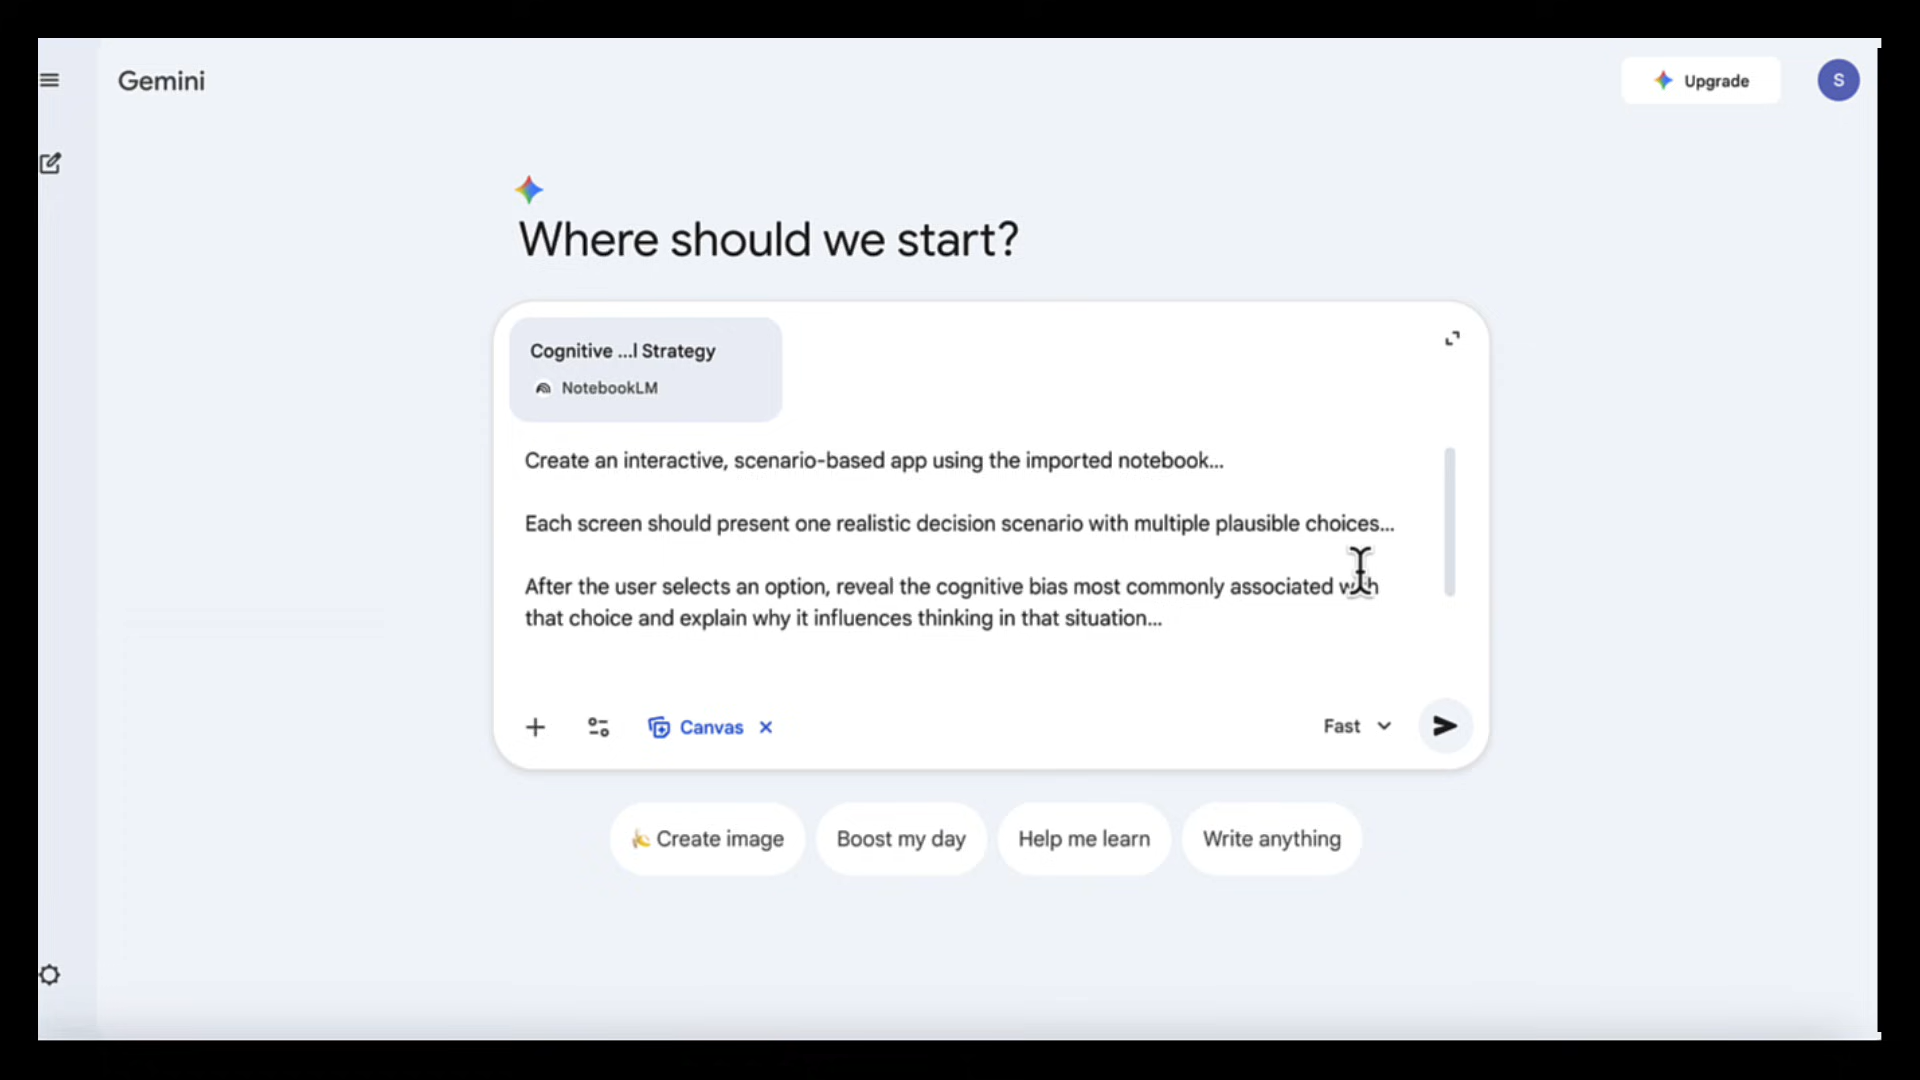 Gemini
Upgrade
S
Where should we start?
Cognitive ...l Strategy
NotebookLM
Create an interactive, scenario-based app using the imported notebook...
Each screen should present one realistic decision scenario with multiple plausible choices...
After the user selects an option, reveal the cognitive bias most commonly associated with
that choice and explain why it influences thinking in that situation...
Canvas
Fast
Create image
Boost my day
Help me learn
Write anything